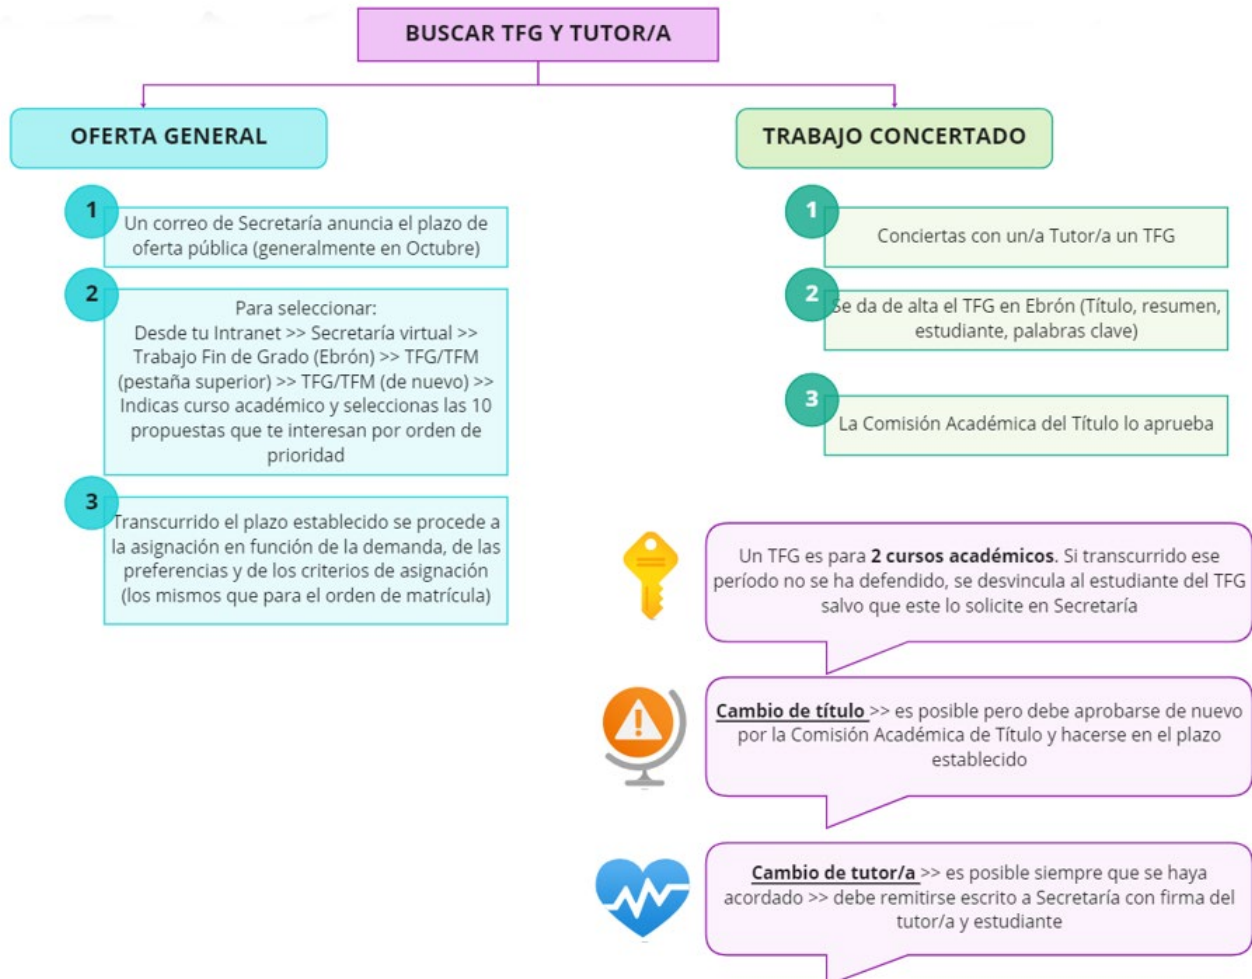 BUSCAR TFG Y TUTOR/A
OFERTA GENERAL
1
Un correo de Secretaría anuncia el plazo de
oferta pública (generalmente en Octubre)
2
Para seleccionar:
Desde tu Intranet >> Secretaría virtual >>
Trabajo Fin de Grado (Ebrón) >> TFG/TFM
(pestaña superior) >> TFG/TFM (de nuevo) >>
Indicas curso académico y seleccionas las 10
propuestas que te interesan por orden de
prioridad
3
Transcurrido el plazo establecido se procede a
la asignación en función de la demanda, de las
preferencias y de los criterios de asignación
(los mismos que para el orden de matrícula)
TRABAJO CONCERTADO
1
Conciertas con un/a Tutor/a un TFG
2
Se da de alta el TFG en Ebrón (Título, resumen,
estudiante, palabras clave)
3
La Comisión Académica del Título lo aprueba
Un TFG es para 2 cursos académicos. Si transcurrido ese
período no se ha defendido, se desvincula al estudiante del TFG
salvo que este lo solicite en Secretaría
Cambio de título >> es posible pero debe aprobarse de nuevo
por la Comisión Académica de Título y hacerse en el plazo
establecido
Cambio de tutor/a >> es posible siempre que se haya
acordado >> debe remitirse escrito a Secretaría con firma del
tutor/a y estudiante